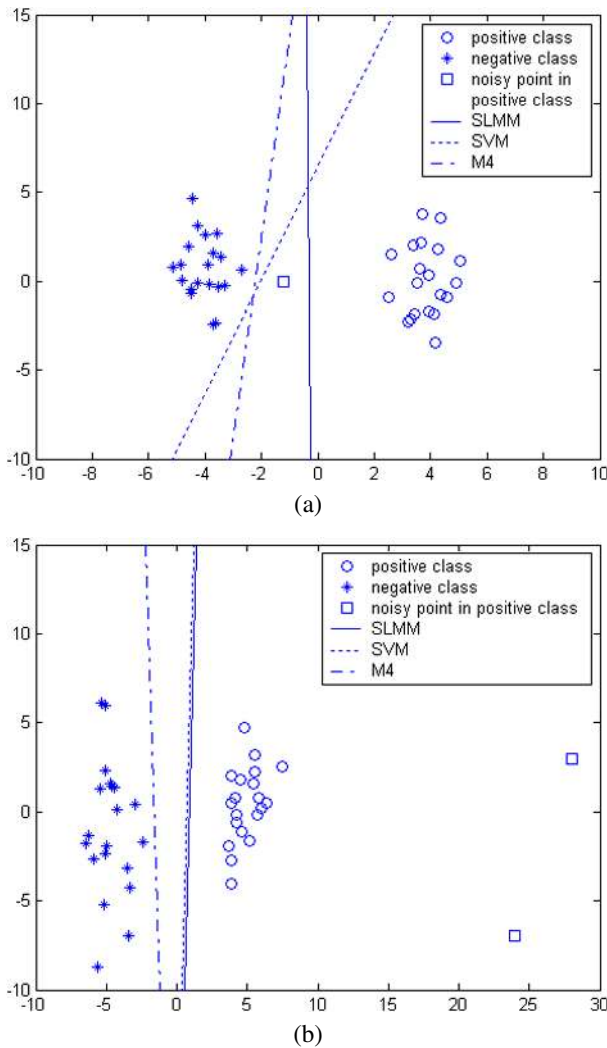 15
10
5
0
-5
-10
-10 -8 -6 -4 -2 0 2 4 6 8 10
positive class
negative class
noisy point in
positive class
SLMM
SVM
M4
(a)
15
10
5
0
-5
-10
-10 -5 0 5 10 15 20 25 30
positive class
negative class
noisy point in positive class
SLMM
SVM
M4
(b)